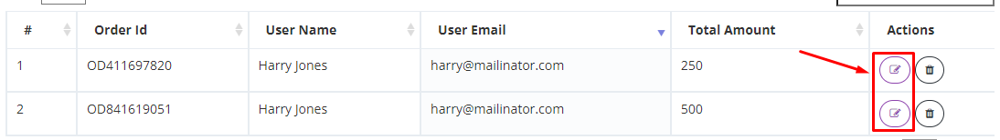 # Order Id User Name User Email Total Amount Actions
1 OD411697820 Harry Jones harry@mailinator.com 250
2 OD841619051 Harry Jones harry@mailinator.com 500